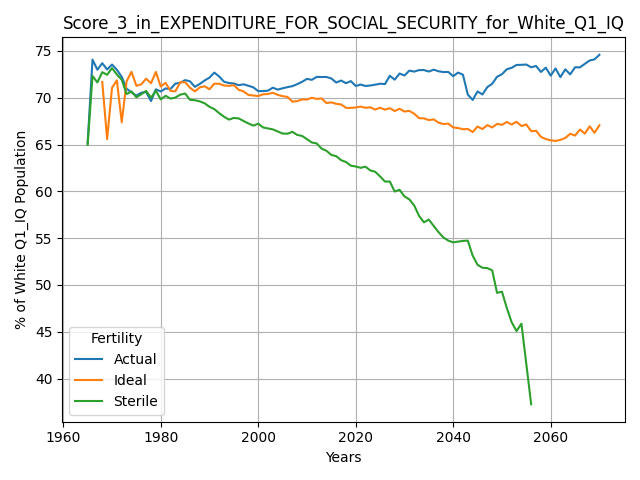 Score_3_in_EXPENDITURE_FOR_SOCIAL_SECURITY_for_White_Q1_IQ
% of White Q1_IQ Population
75
70
65
60
55
50
45
40
Fertility
Actual
Ideal
Sterile
1960 1980 2000 2020 2040 2060
Years